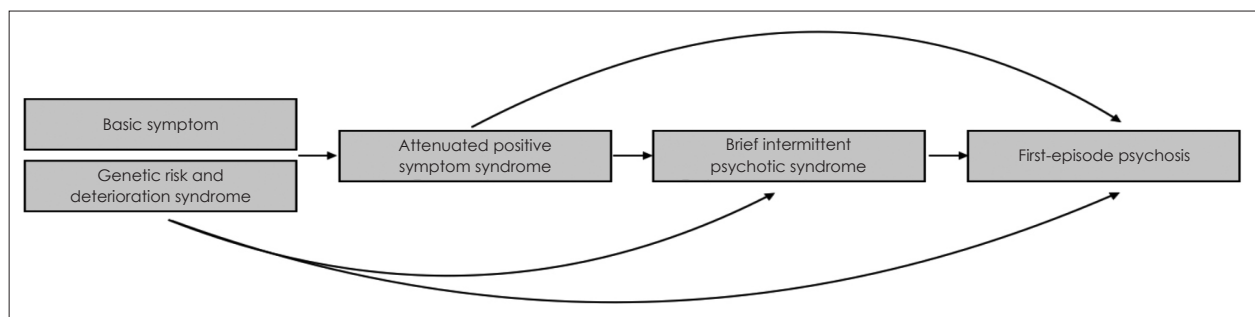 Basic symptom
Genetic risk and
deterioration syndrome
Attenuated positive
symptom syndrome
Brief intermittent
psychotic syndrome
First-episode psychosis